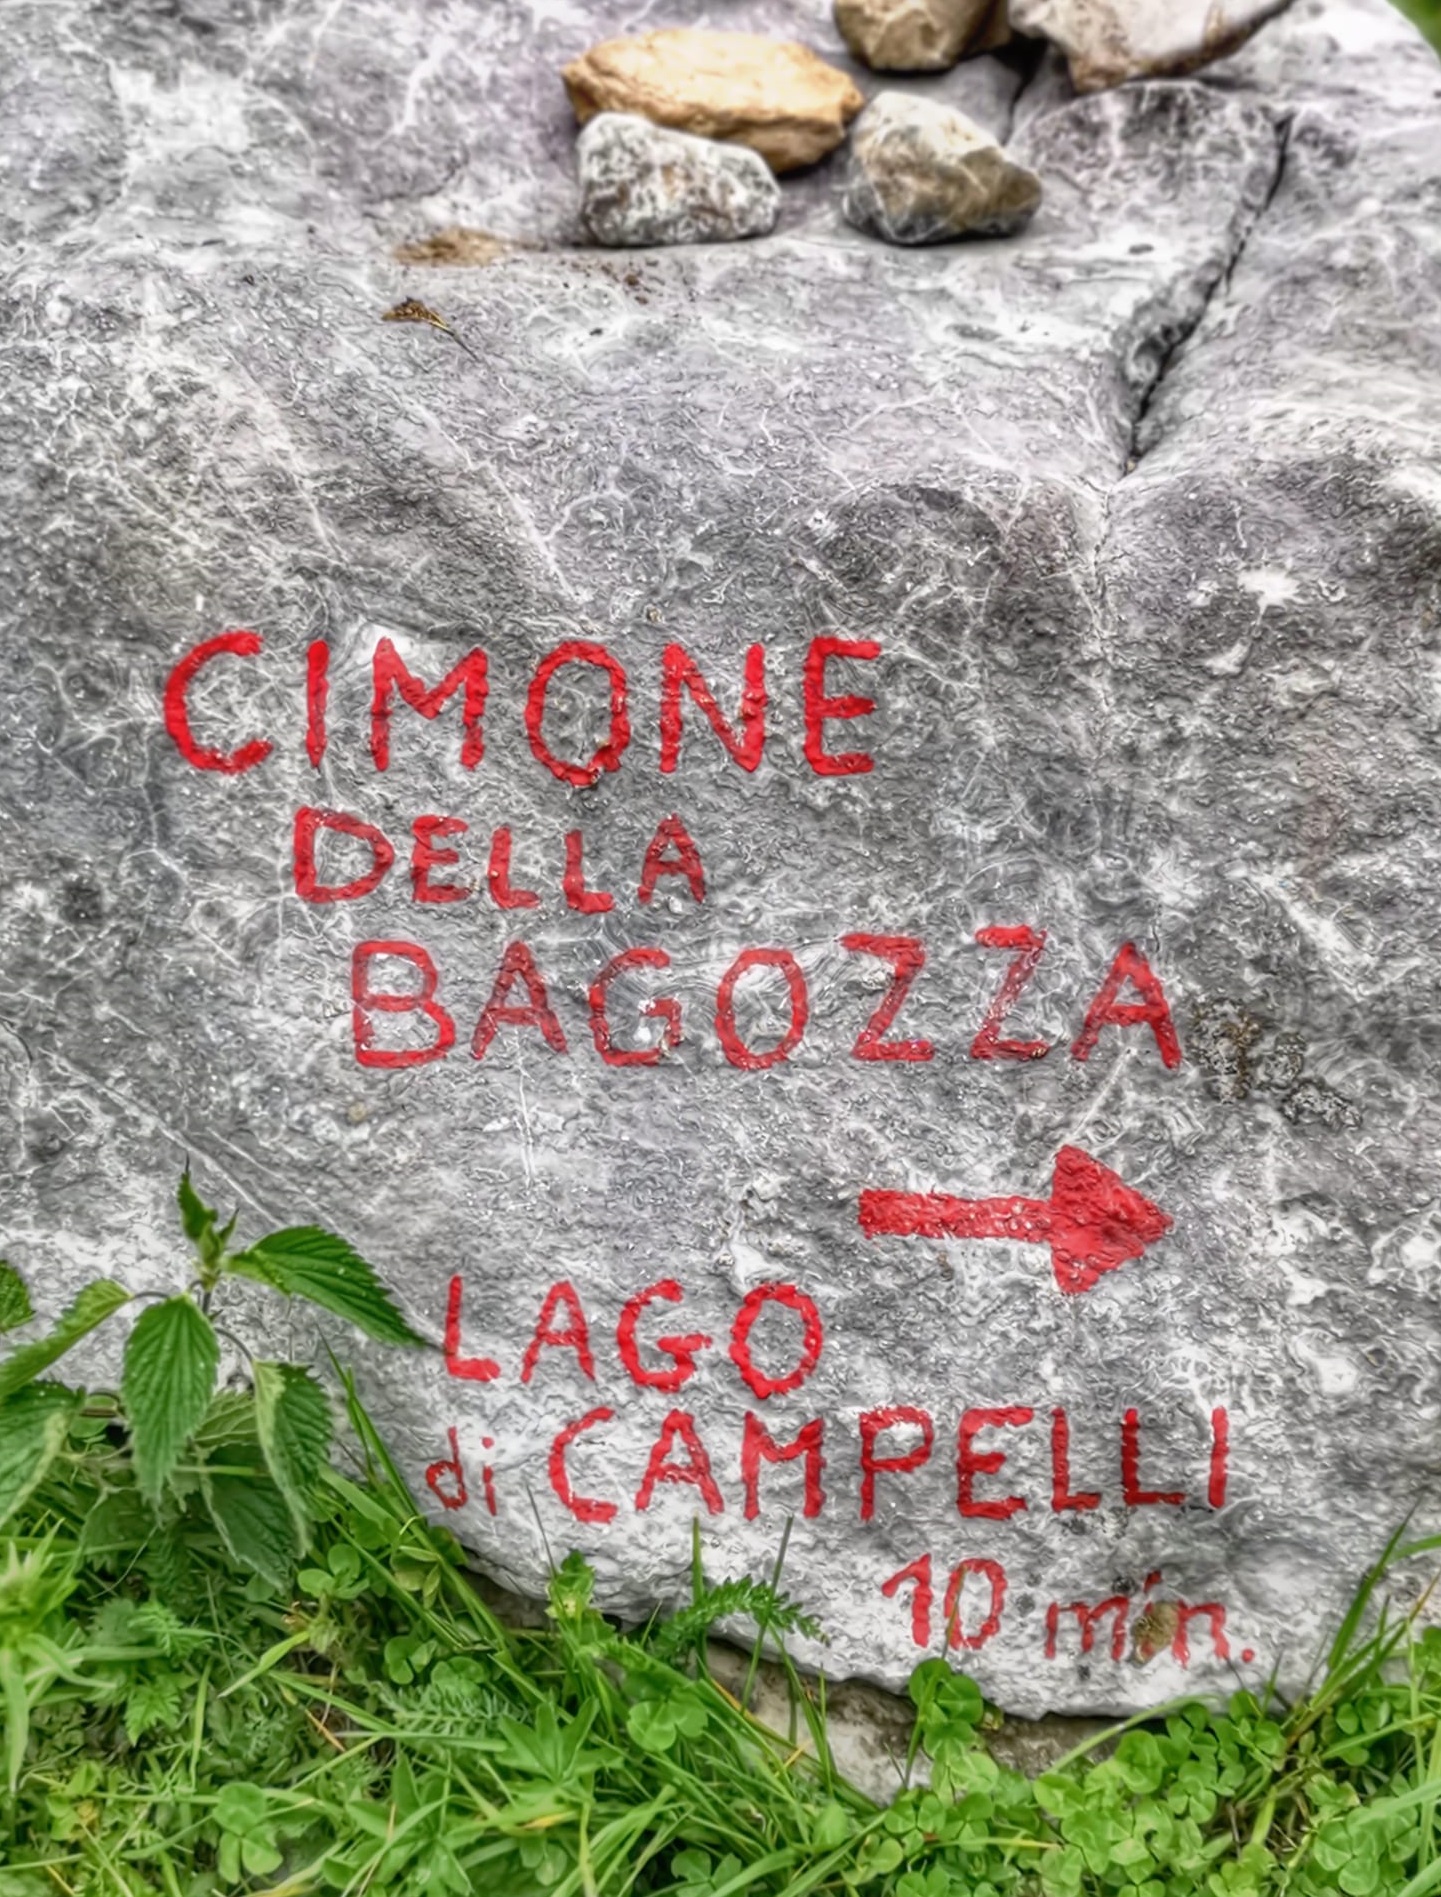 CIMONE
DELLA
BAGOZZA
LAGO
di CAMPELLI
10 min.